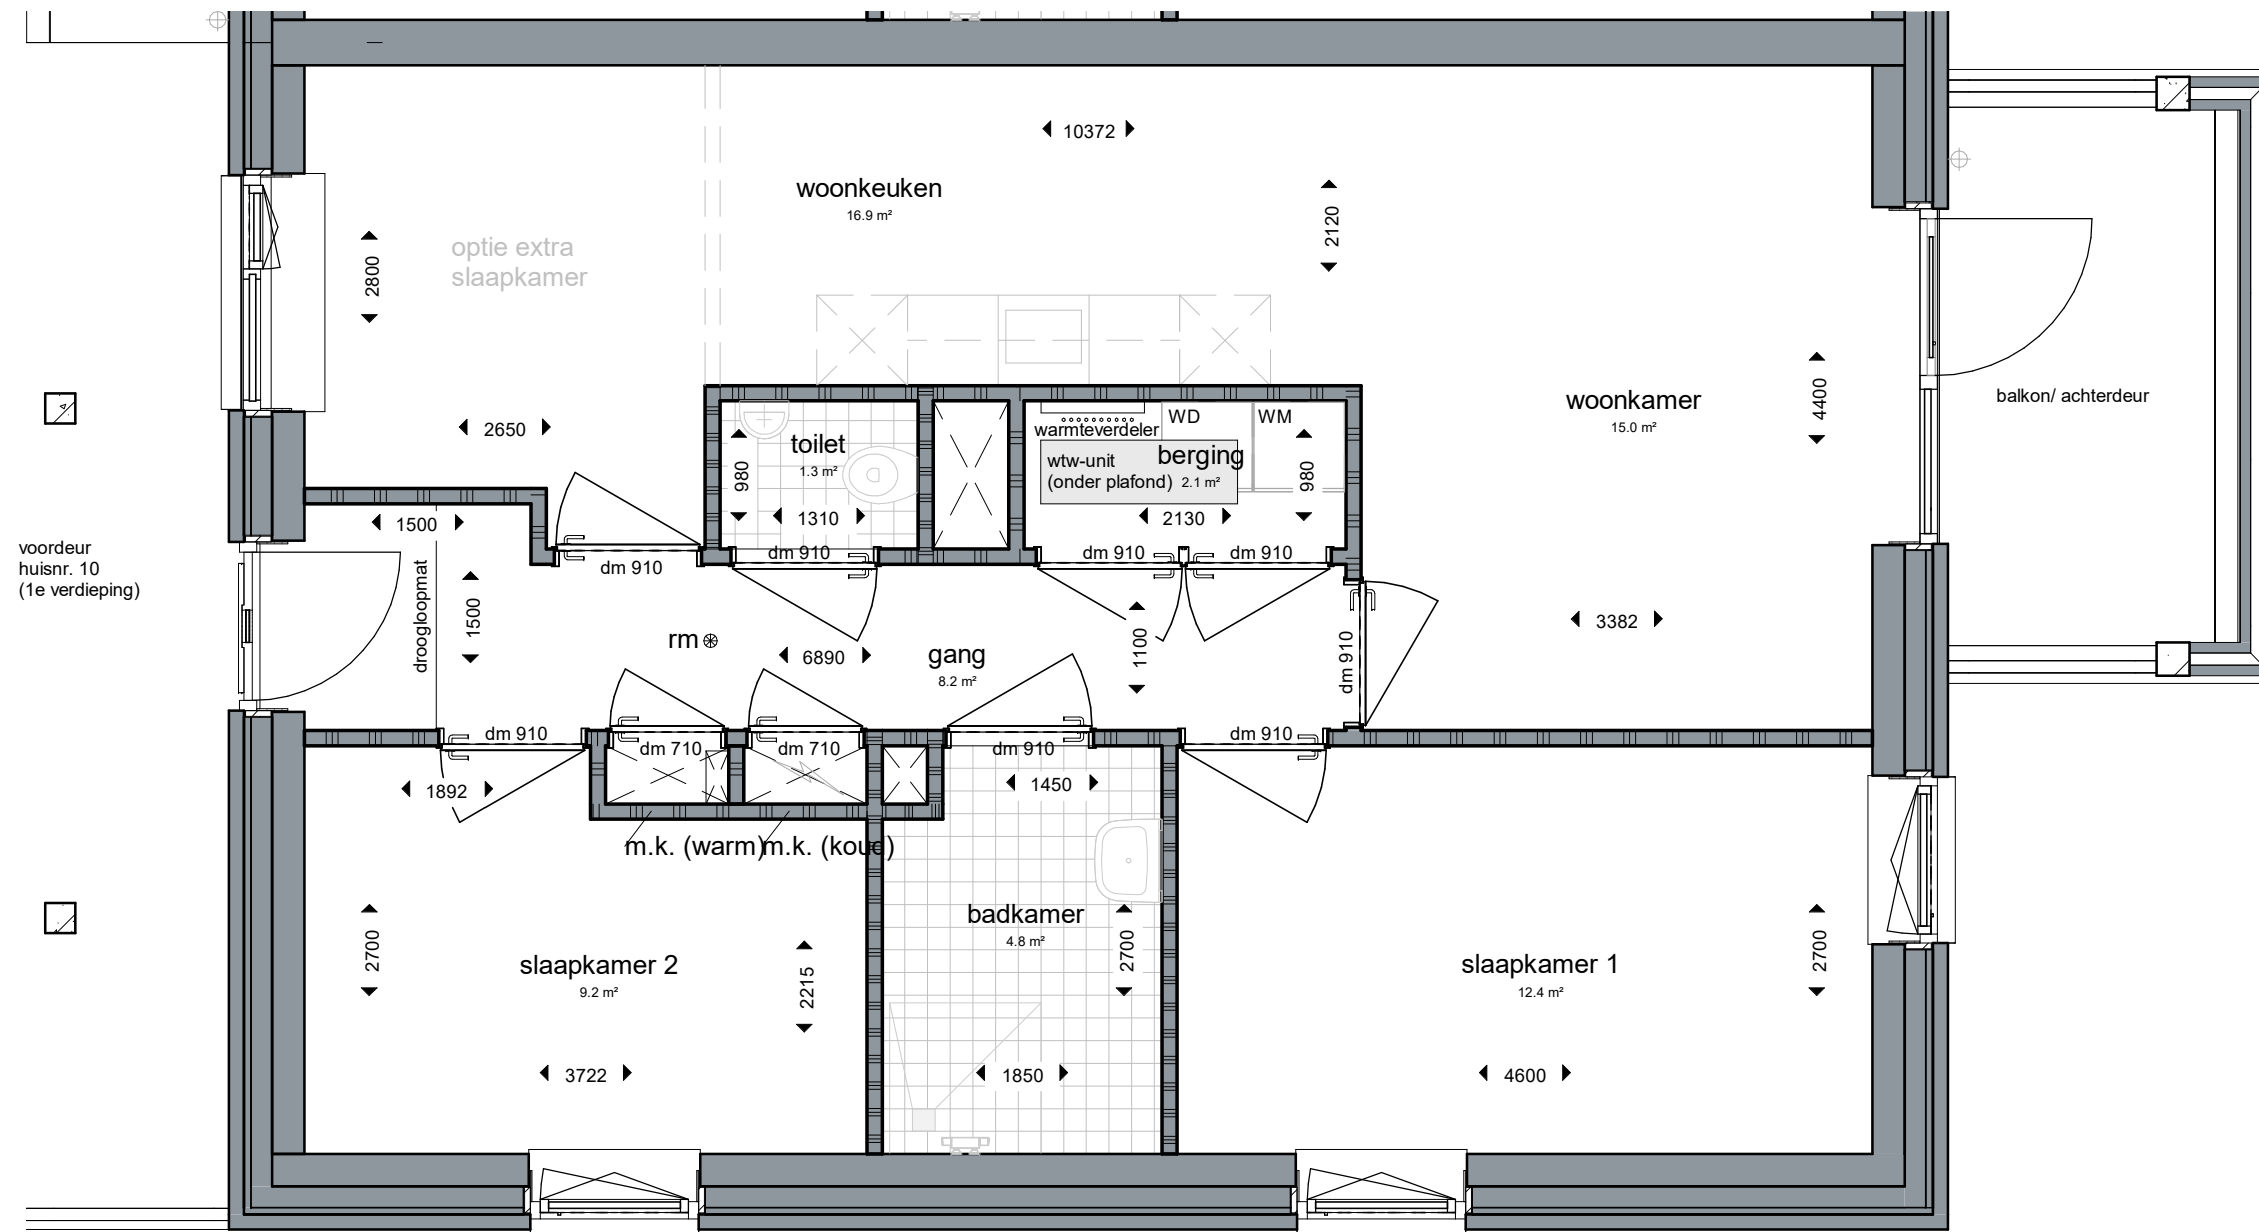 10372
woonkeuken
16.9 m²
2120
optie extra
slaapkamer
2800
2650
woonkamer
15.0 m²
4400
balkon/ achterdeur
toilet
1.3 m²
980
1310
WD
WM
warmteverdeler
wtw-unit
(onder plafond)
berging
2.1 m²
980
2130
1500
dm 910
dm 910
dm 910
dm 910
voordeur
huisnr. 10
(1e verdieping)
droogloopmat
1500
rm
6890
gang
8.2 m²
1100
dm 910
3382
dm 910
dm 710
dm 710
dm 910
dm 910
1892
1450
m.k. (warm)
m.k. (koud)
2700
slaapkamer 2
9.2 m²
2215
3722
badkamer
4.8 m²
2700
1850
slaapkamer 1
12.4 m²
2700
4600